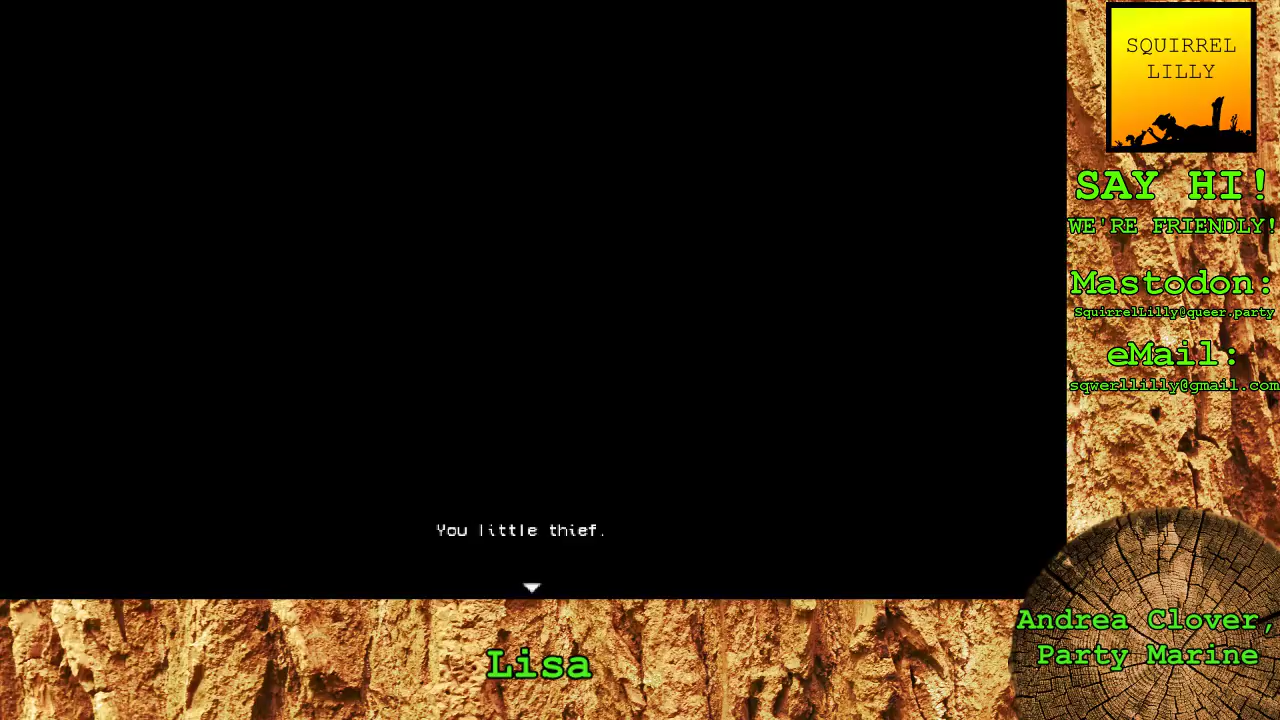 SQUIRREL
LILLY
SAY HI!
WE'RE FRIENDLY!
Mastodon:
SquirrelLilly@queer.party
eMail:
sqwerllilly@gmail.com
You little thief.
Lisa
Andrea Clover,
Party Marine